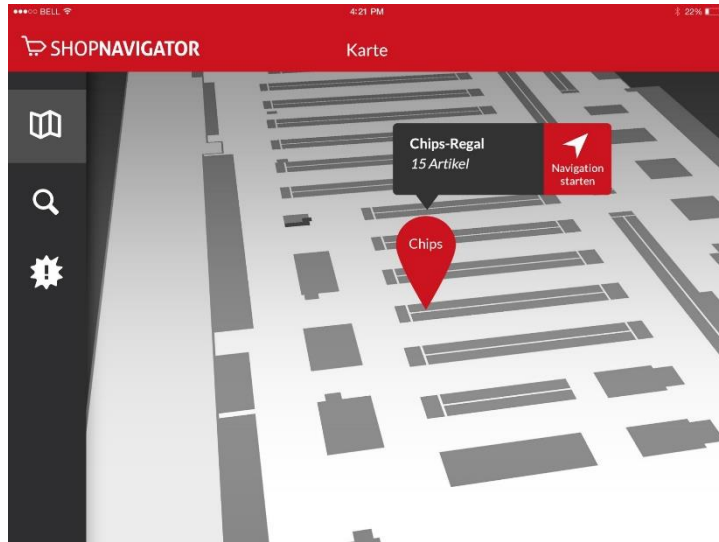 BELL
4:21 PM
22%
SHOPNAVIGATOR
Karte
Chips-Regal
15 Artikel
Navigation
starten
Chips